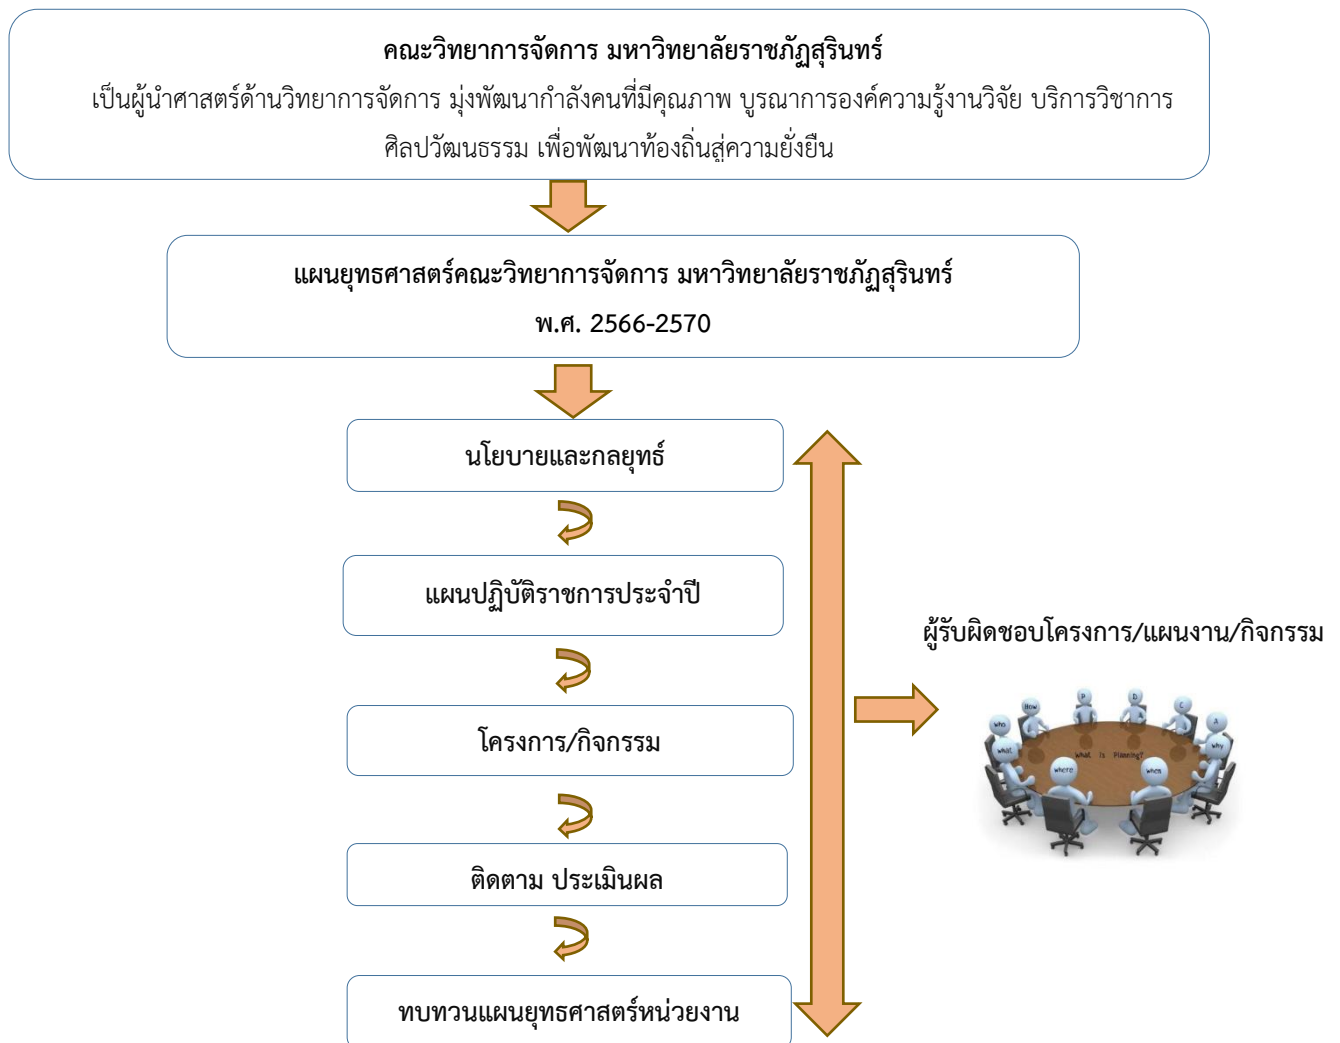 คณะวิทยาการจัดการ มหาวิทยาลัยราชภัฏสุรินทร์
เป็นผู้นำศาสตร์ด้านวิทยาการจัดการ มุ่งพัฒนากำลังคนที่มีคุณภาพ บูรณาการองค์ความรู้งานวิจัย บริการวิชาการ
ศิลปวัฒนธรรม เพื่อพัฒนาท้องถิ่นสู่ความยั่งยืน
แผนยุทธศาสตร์คณะวิทยาการจัดการ มหาวิทยาลัยราชภัฏสุรินทร์
พ.ศ. 2566-2570
นโยบายและกลยุทธ์
แผนปฏิบัติราชการประจำปี
โครงการ/กิจกรรม
ติดตาม ประเมินผล
ทบทวนแผนยุทธศาสตร์หน่วยงาน
ผู้รับผิดชอบโครงการ/แผนงาน/กิจกรรม
P
D
How
C
who
A
what
why
What Is Planning?
where
when